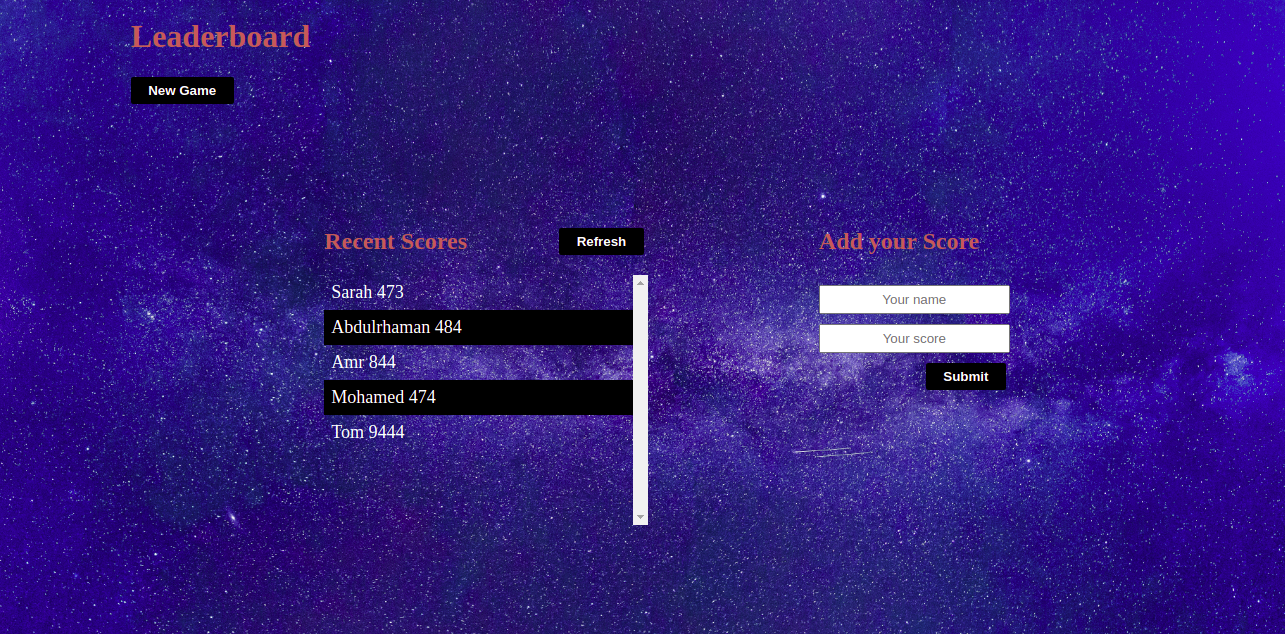 Leaderboard
New Game
Recent Scores
Refresh
Sarah 473
Abdulrhaman 484
Amr 844
Mohamed 474
Tom 9444
Add your Score
Your name
Your score
Submit